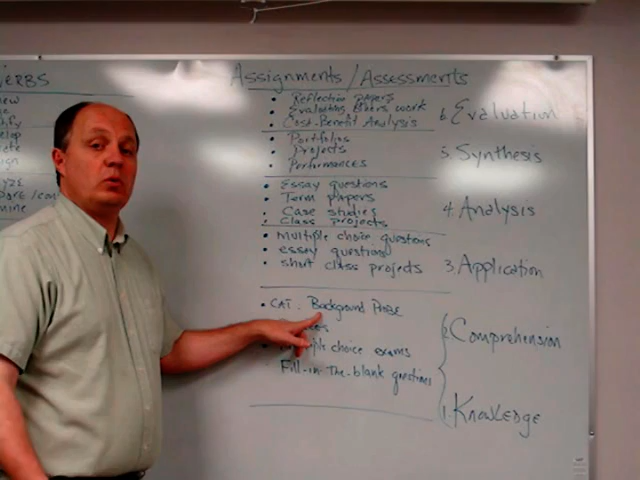 VERBS
Assignments/Assessments
• Reflection papers
• Evaluating others work
• Cost-Benefit Analysis
6. Evaluation
• Portfolios
• Projects
• Performances
5. Synthesis
• Essay questions
• Term papers
• Case studies
• Class projects
4. Analysis
• Multiple choice questions
• essay questions
• short class projects
3. Application
• CAT - Background Probe
choice exams
Fill-in-The-blank questions
2. Comprehension
1. Knowledge